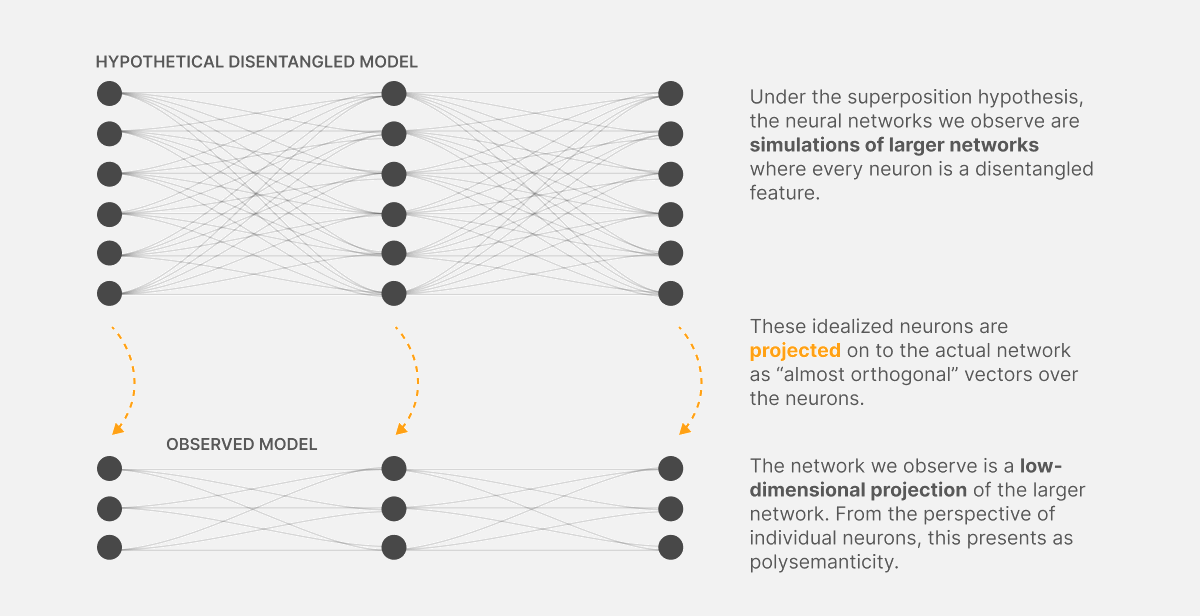 HYPOTHETICAL DISENTANGLED MODEL
Under the superposition hypothesis,
the neural networks we observe are
simulations of larger networks
where every neuron is a disentangled
feature.
These idealized neurons are
projected on to the actual network
as “almost orthogonal” vectors over
the neurons.
OBSERVED MODEL
The network we observe is a low-
dimensional projection of the larger
network. From the perspective of
individual neurons, this presents as
polysemanticity.